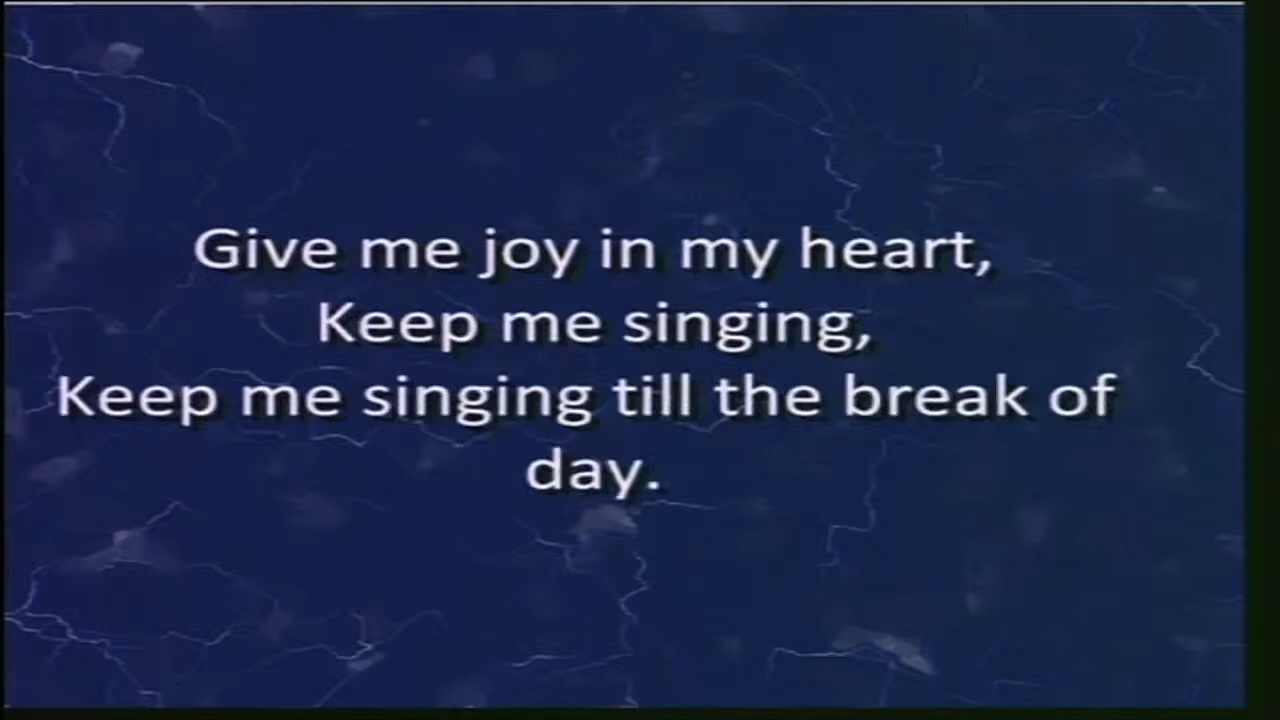 Give me joy in my heart,
Keep me singing,
Keep me singing till the break of
day.